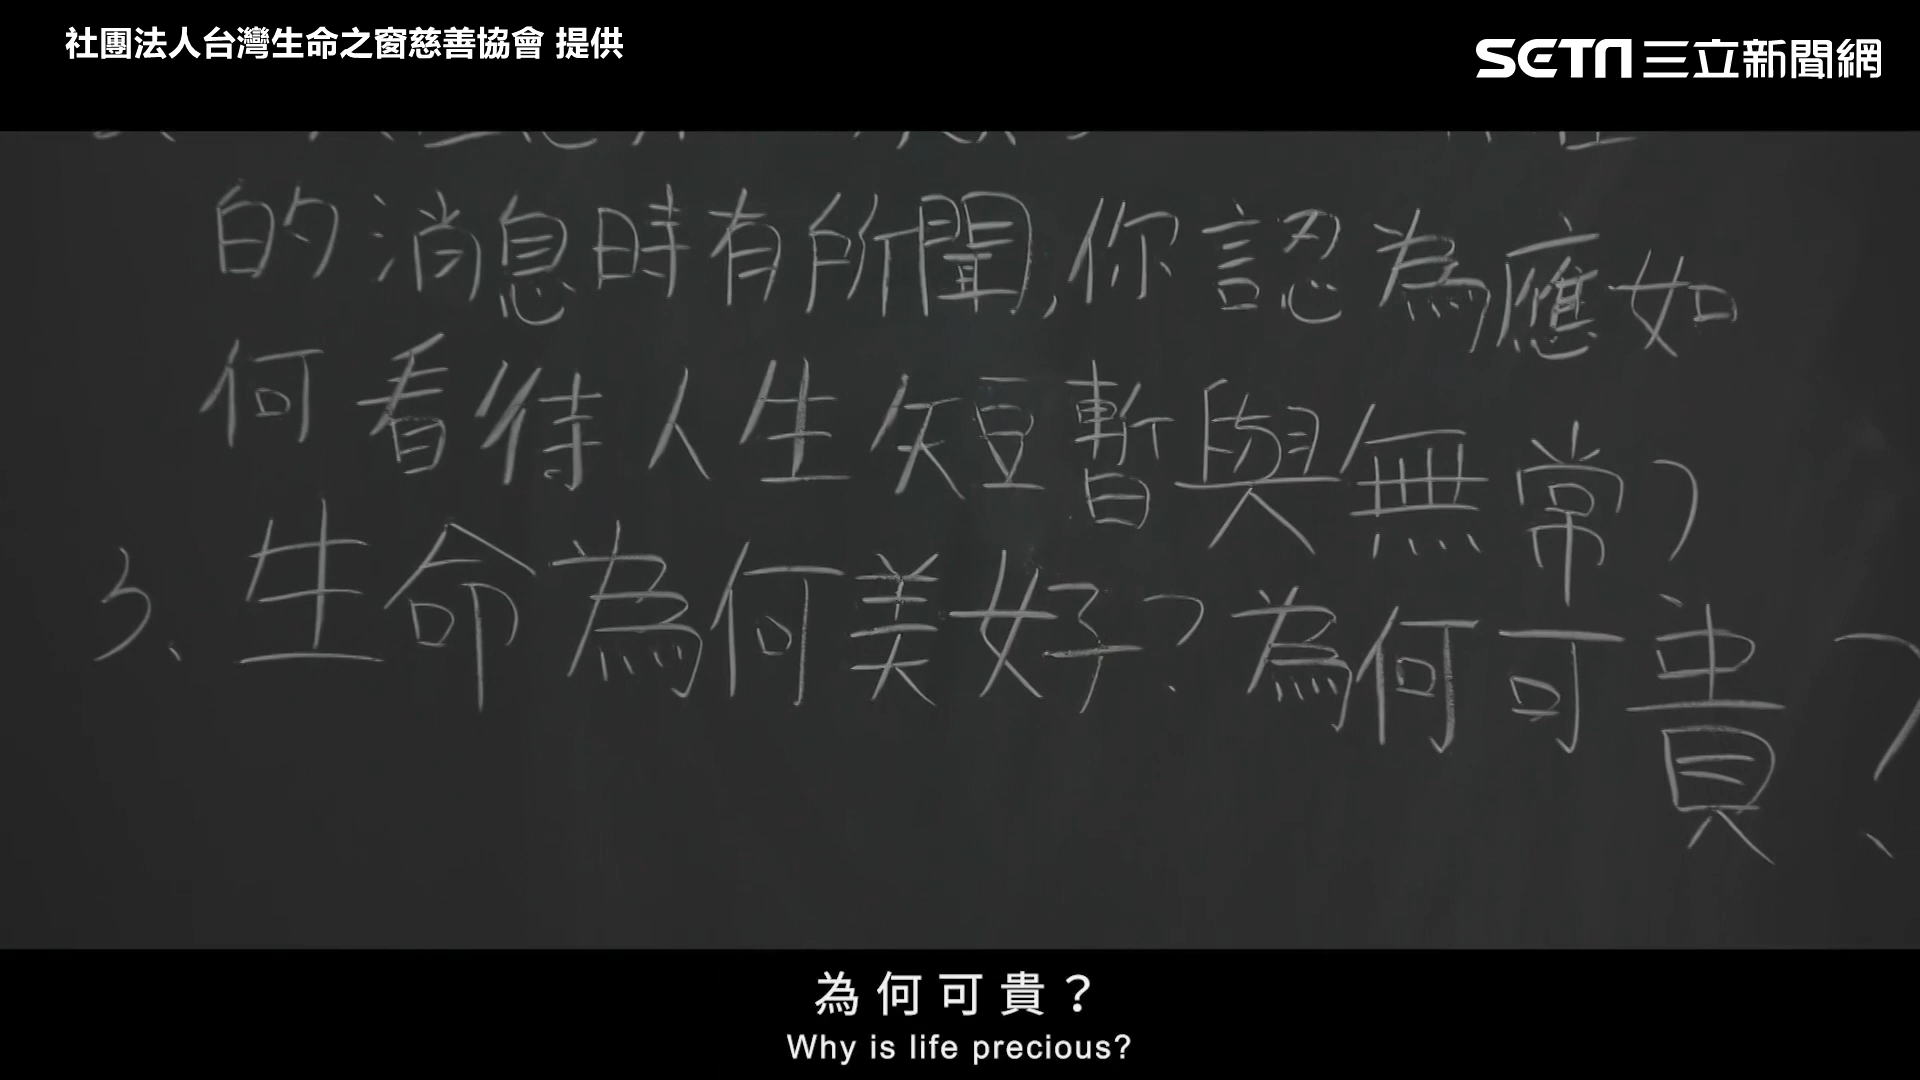 社團法人台灣生命之窗慈善協會 提供
SETN三立新聞網
的消息時有所聞,你認為應如
何看待人生短暫與無常?
3、生命為何美好?為何可貴?
為何可貴？
Why is life precious?